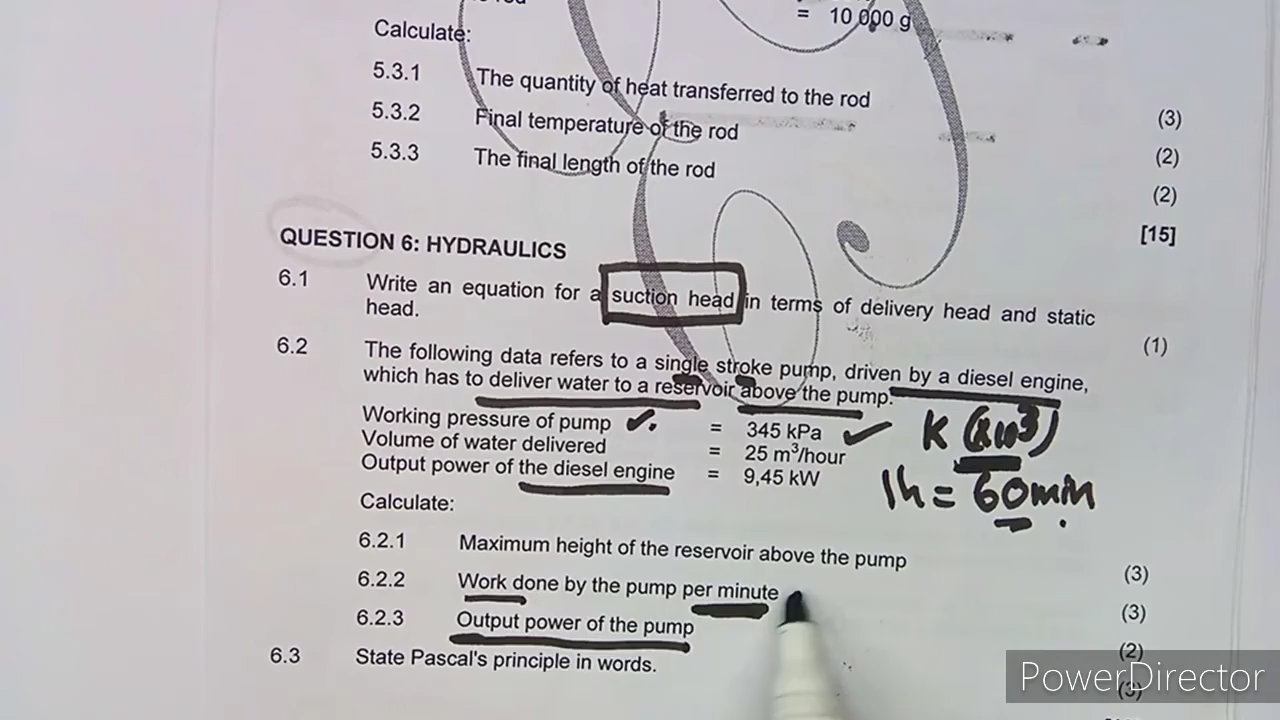 = 10 000 g
Calculate:
5.3.1 The quantity of heat transferred to the rod (3)
5.3.2 Final temperature of the rod (2)
5.3.3 The final length of the rod (2)
[15]
QUESTION 6: HYDRAULICS
6.1 Write an equation for a suction head in terms of delivery head and static
head. (1)
6.2 The following data refers to a single stroke pump, driven by a diesel engine,
which has to deliver water to a reservoir above the pump.
Working pressure of pump = 345 kPa
Volume of water delivered = 25 m³/hour
Output power of the diesel engine = 9,45 kW
K (x10³)
1h = 60min
Calculate:
6.2.1 Maximum height of the reservoir above the pump (3)
6.2.2 Work done by the pump per minute (3)
6.2.3 Output power of the pump (2)
6.3 State Pascal's principle in words. (3)
PowerDirector